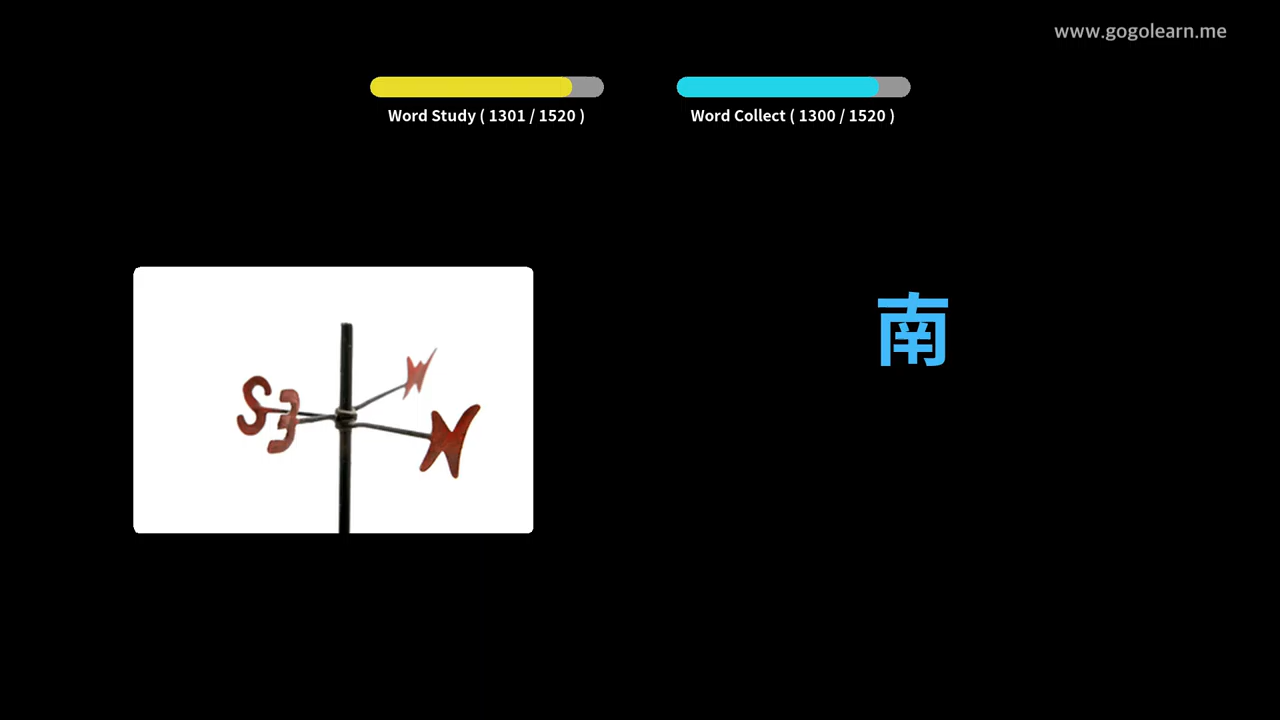 www.gogolearn.me
Word Study ( 1301 / 1520 )
Word Collect ( 1300 / 1520 )
南
S
E
W
N